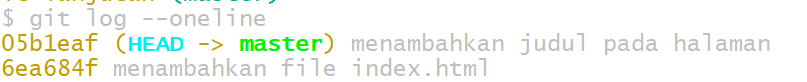 $ git log --oneline
05b1eaf (HEAD -> master) menambahkan judul pada halaman
6ea684f menambahkan file index.html